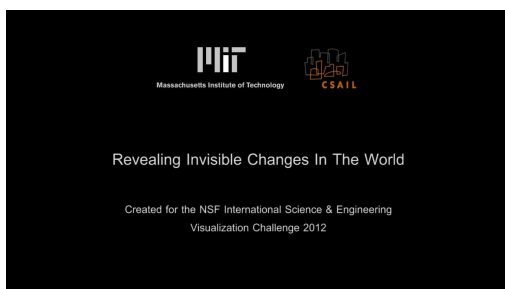 MIT
Massachusetts Institute of Technology
CSAIL
Revealing Invisible Changes In The World
Created for the NSF International Science & Engineering
Visualization Challenge 2012